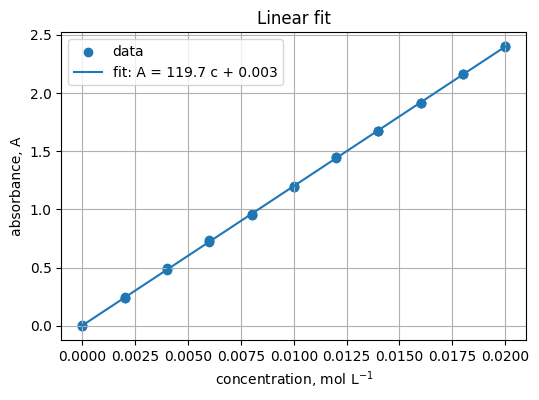 Linear fit
data
fit: A = 119.7 c + 0.003
absorbance, A
2.5
2.0
1.5
1.0
0.5
0.0
0.0000 0.0025 0.0050 0.0075 0.0100 0.0125 0.0150 0.0175 0.0200
concentration, mol L⁻¹